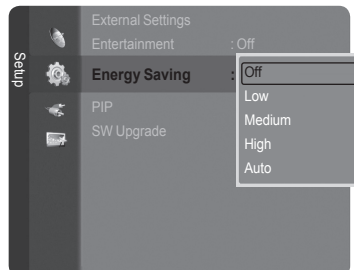 Setup
External Settings
Entertainment : Off
Energy Saving :
Off
Low
Medium
High
Auto
PIP
SW Upgrade